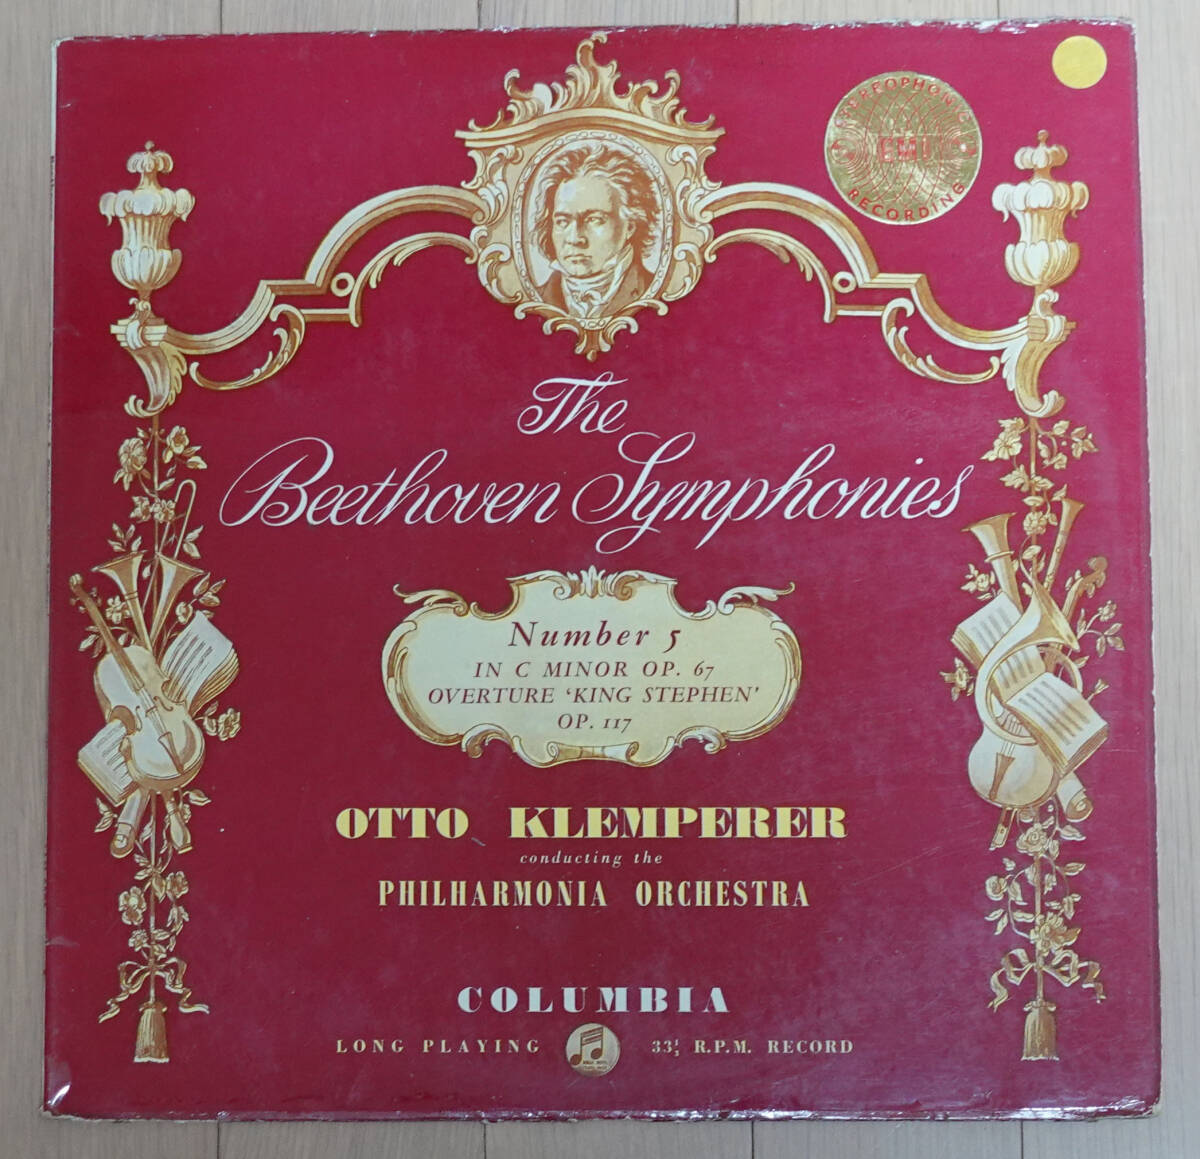 STEREOPHONIC
EMI
RECORDING
The
Beethoven Symphonies
Number 5
IN C MINOR OP. 67
OVERTURE 'KING STEPHEN'
OP. 117
OTTO KLEMPERER
conducting the
PHILHARMONIA ORCHESTRA
COLUMBIA
LONG PLAYING 33⅓ R.P.M. RECORD